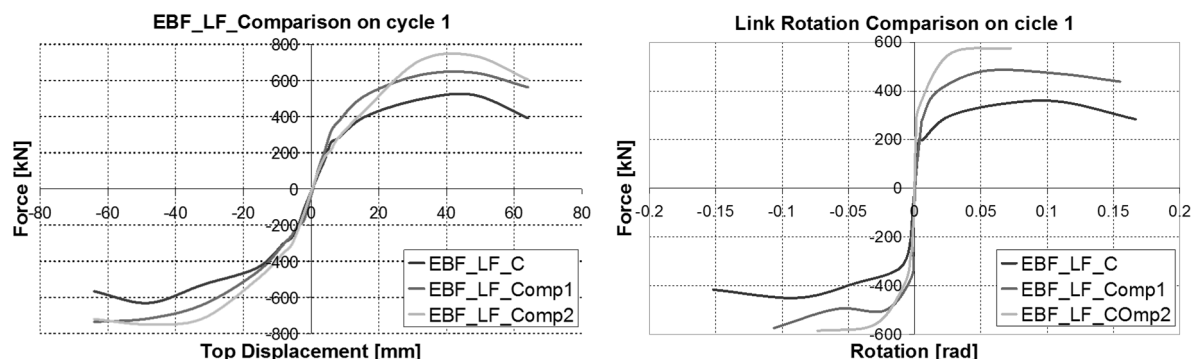 EBF_LF_Comparison on cycle 1
800
600
400
200
0
-200
-400
-600
-800
-80 -60 -40 -20 0 20 40 60 80
Force [kN]
Top Displacement [mm]
EBF_LF_C
EBF_LF_Comp1
EBF_LF_Comp2
Link Rotation Comparison on cicle 1
600
400
200
0
-200
-400
-600
-0.2 -0.15 -0.1 -0.05 0 0.05 0.1 0.15 0.2
Force [kN]
Rotation [rad]
EBF_LF_C
EBF_LF_Comp1
EBF_LF_COmp2